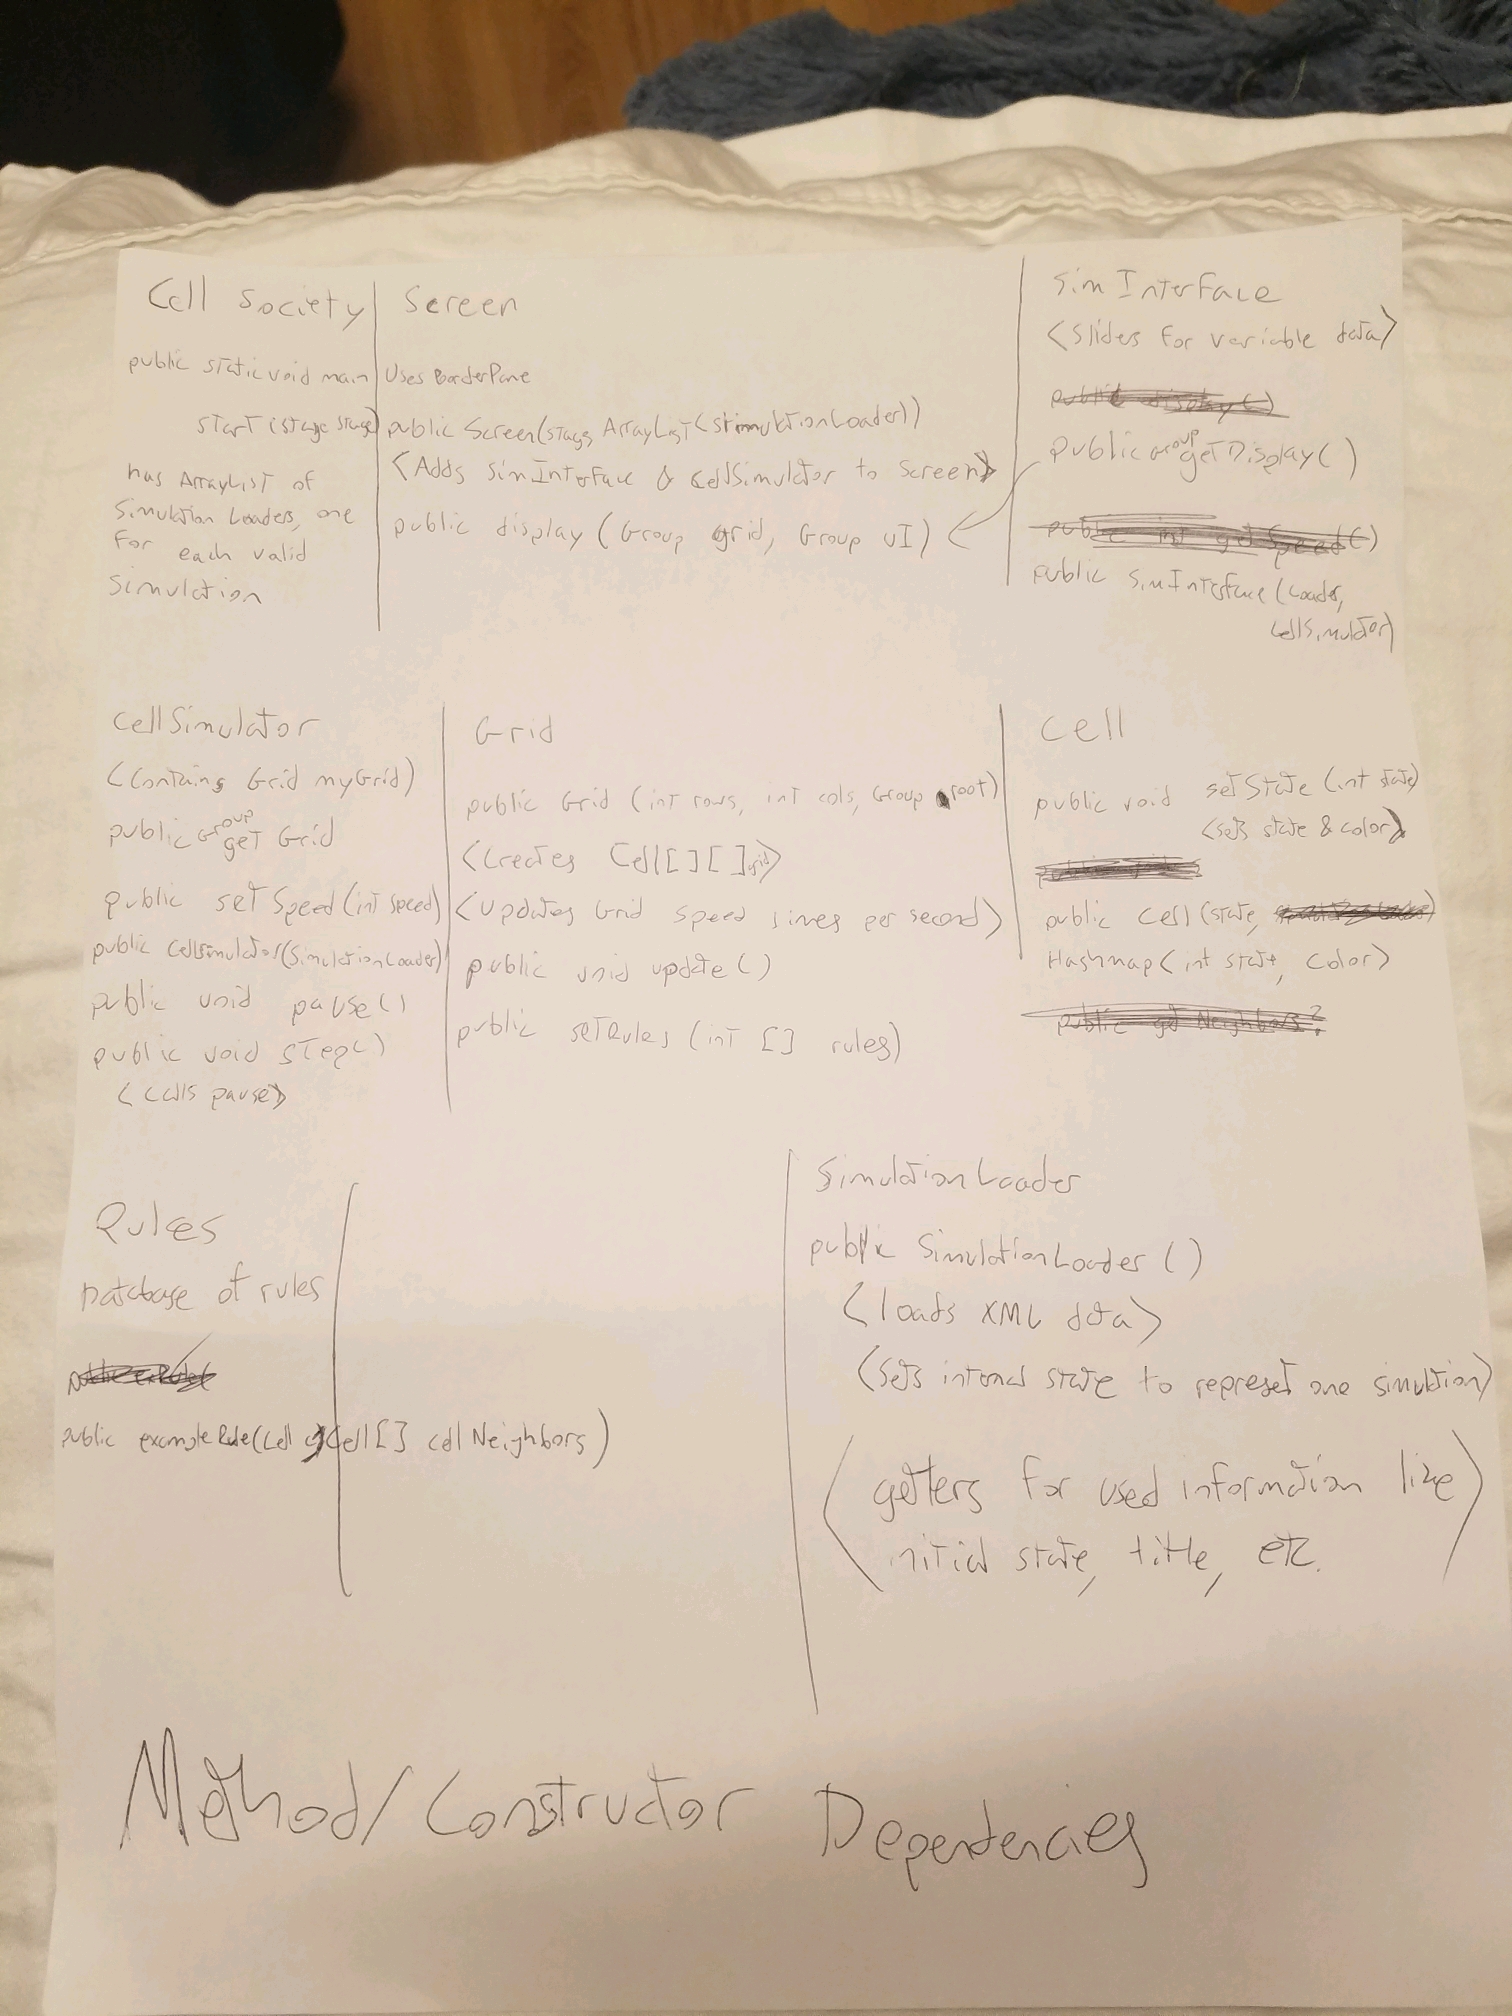 Cell Society
public static void main
start (stage stage)
has ArrayList of
Simulation Loaders, one
for each valid
Simulation
Screen
Uses BorderPane
public Screen(stage, ArrayList<SimulationLoader>)
<Adds SimInterface & CellSimulator to Screen>
public display (Group grid, Group UI)
Sim Interface
<Sliders for variable data>
public display()
public Group getDisplay()
public int getSpeed()
public SimInterface (Loader,
CellSimulator)
CellSimulator
(Contains Grid myGrid)
public Group get Grid
public setSpeed(int speed)
public CellSimulator(SimulationLoader)
public void pause()
public void step()
<calls pause>
Grid
public Grid (int rows, int cols, Group root)
<Creates Cell[][] grid>
<updates Grid speed times per second>
public void update()
public setRules (int [] rules)
Cell
public void setState (int state)
<sets state & color>
public Cell (state,
Hashmap<int state, Color>
public get Neighbors?
Rules
Database of rules
public exampleRule(Cell Cell[] cellNeighbors)
SimulationLoader
public SimulationLoader ()
<loads XML data>
<Sets internal state to represet one simulation>
<getters for used information like
initial state, title, etc.>
Method/Constructor Dependencies